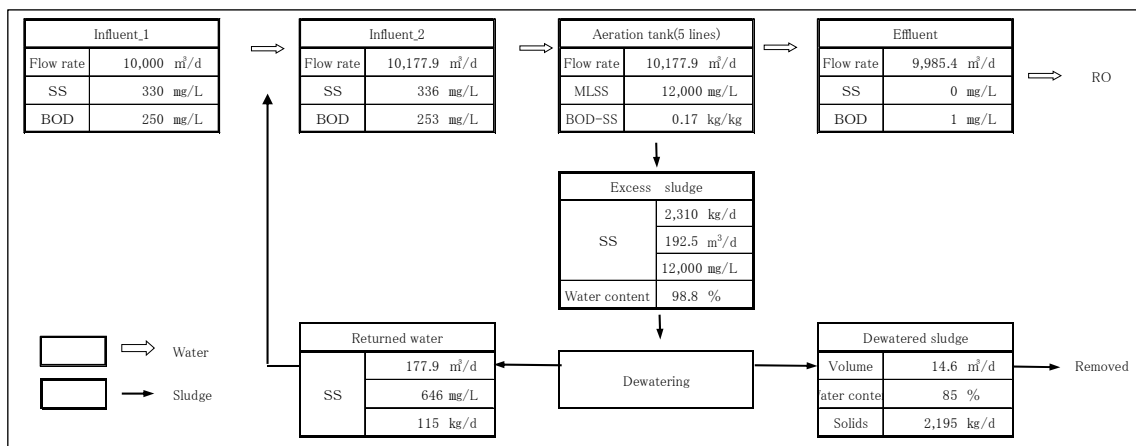 Influent_1
Flow rate 10,000 m³/d
SS 330 mg/L
BOD 250 mg/L
Influent_2
Flow rate 10,177.9 m³/d
SS 336 mg/L
BOD 253 mg/L
Aeration tank(5 lines)
Flow rate 10,177.9 m³/d
MLSS 12,000 mg/L
BOD-SS 0.17 kg/kg
Effluent
Flow rate 9,985.4 m³/d
SS 0 mg/L
BOD 1 mg/L
RO
Excess sludge
SS
2,310 kg/d
192.5 m³/d
12,000 mg/L
Water content 98.8 %
Water
Sludge
Returned water
SS
177.9 m³/d
646 mg/L
115 kg/d
Dewatering
Dewatered sludge
Volume 14.6 m³/d
ater conte 85 %
Solids 2,195 kg/d
Removed